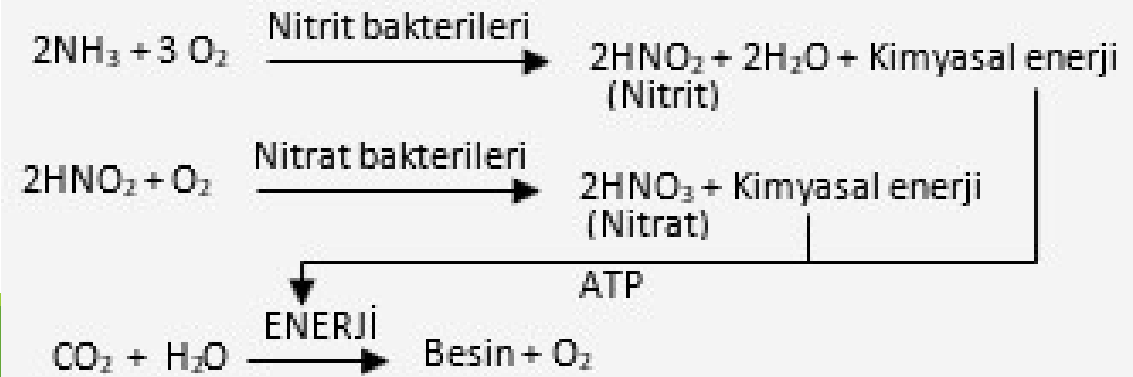 Nitrit bakterileri
2NH₃ + 3 O₂ 2HNO₂ + 2H₂O + Kimyasal enerji
(Nitrit)
Nitrat bakterileri
2HNO₂ + O₂ 2HNO₃ + Kimyasal enerji
(Nitrat)
ATP
ENERJİ
CO₂ + H₂O Besin + O₂